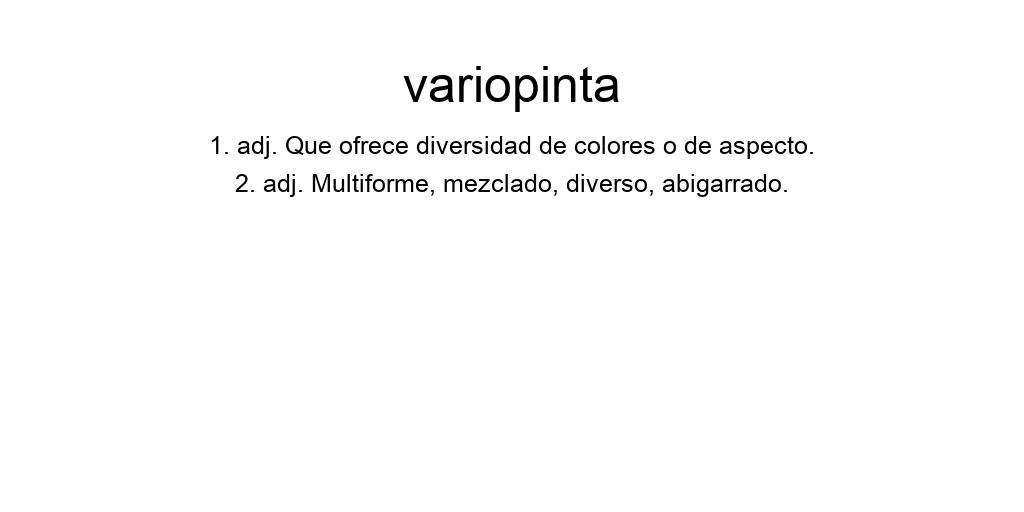 variopinta
1. adj. Que ofrece diversidad de colores o de aspecto.
2. adj. Multiforme, mezclado, diverso, abigarrado.